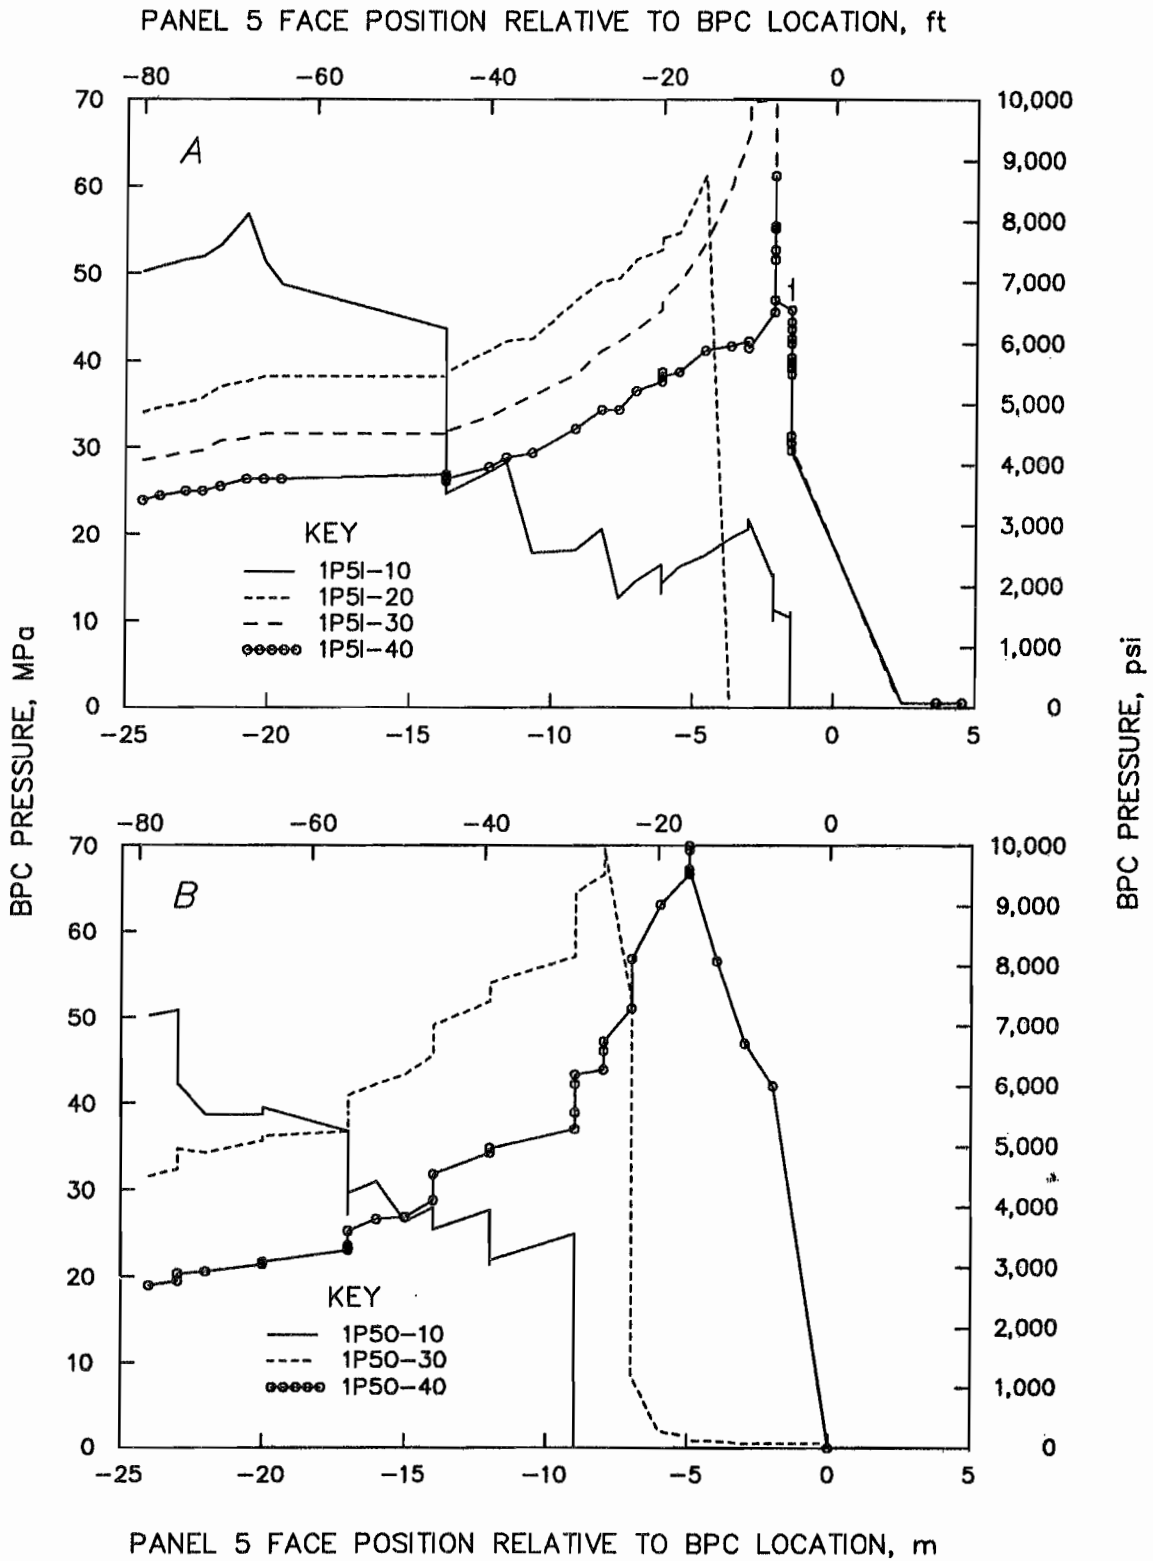 PANEL 5 FACE POSITION RELATIVE TO BPC LOCATION, ft
-80 -60 -40 -20 0
70 10,000
A
9,000
60
8,000
50 7,000
6,000
40
5,000
30 4,000
KEY
3,000
20
1P5I-10
1P5I-20 2,000
10 1P5I-30
1P5I-40 1,000
0 0
-25 -20 -15 -10 -5 0 5
BPC PRESSURE, MPa
BPC PRESSURE, psi
-80 -60 -40 -20 0
70 10,000
B
9,000
60
8,000
50 7,000
40 6,000
5,000
30
4,000
20 3,000
KEY
1P5O-10 2,000
10 1P5O-30
1P5O-40 1,000
0 0
-25 -20 -15 -10 -5 0 5
PANEL 5 FACE POSITION RELATIVE TO BPC LOCATION, m